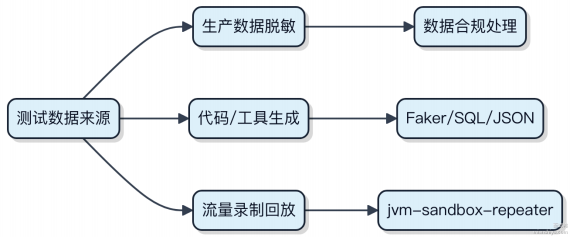 生产数据脱敏
数据合规处理
测试数据来源
代码/工具生成
Faker/SQL/JSON
流量录制回放
jvm-sandbox-repeater